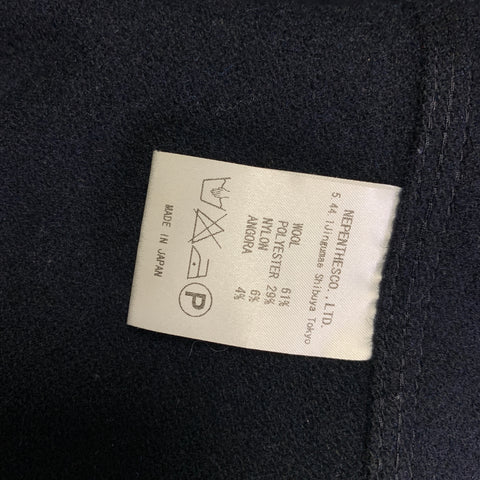 NEPENTHESCO., LTD.
5 44 1Jingumae Shibuya Tokyo
WOOL 61%
POLYESTER 29%
NYLON 6%
ANGORA 4%
P
MADE IN JAPAN